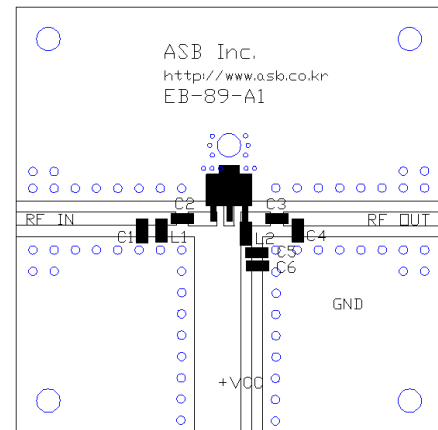 ASB Inc.
http://www.asb.co.kr
EB-89-A1
C2
C3
RF IN
RF OUT
C1
L1
L2
C4
C5
C6
GND
+VCC